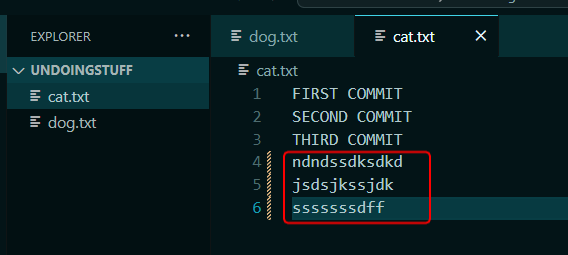 EXPLORER
UNDOINGSTUFF
cat.txt
dog.txt
dog.txt
cat.txt
cat.txt
1 FIRST COMMIT
2 SECOND COMMIT
3 THIRD COMMIT
4 ndndssdksdkd
5 jsdsjkssjdk
6 sssssssdff